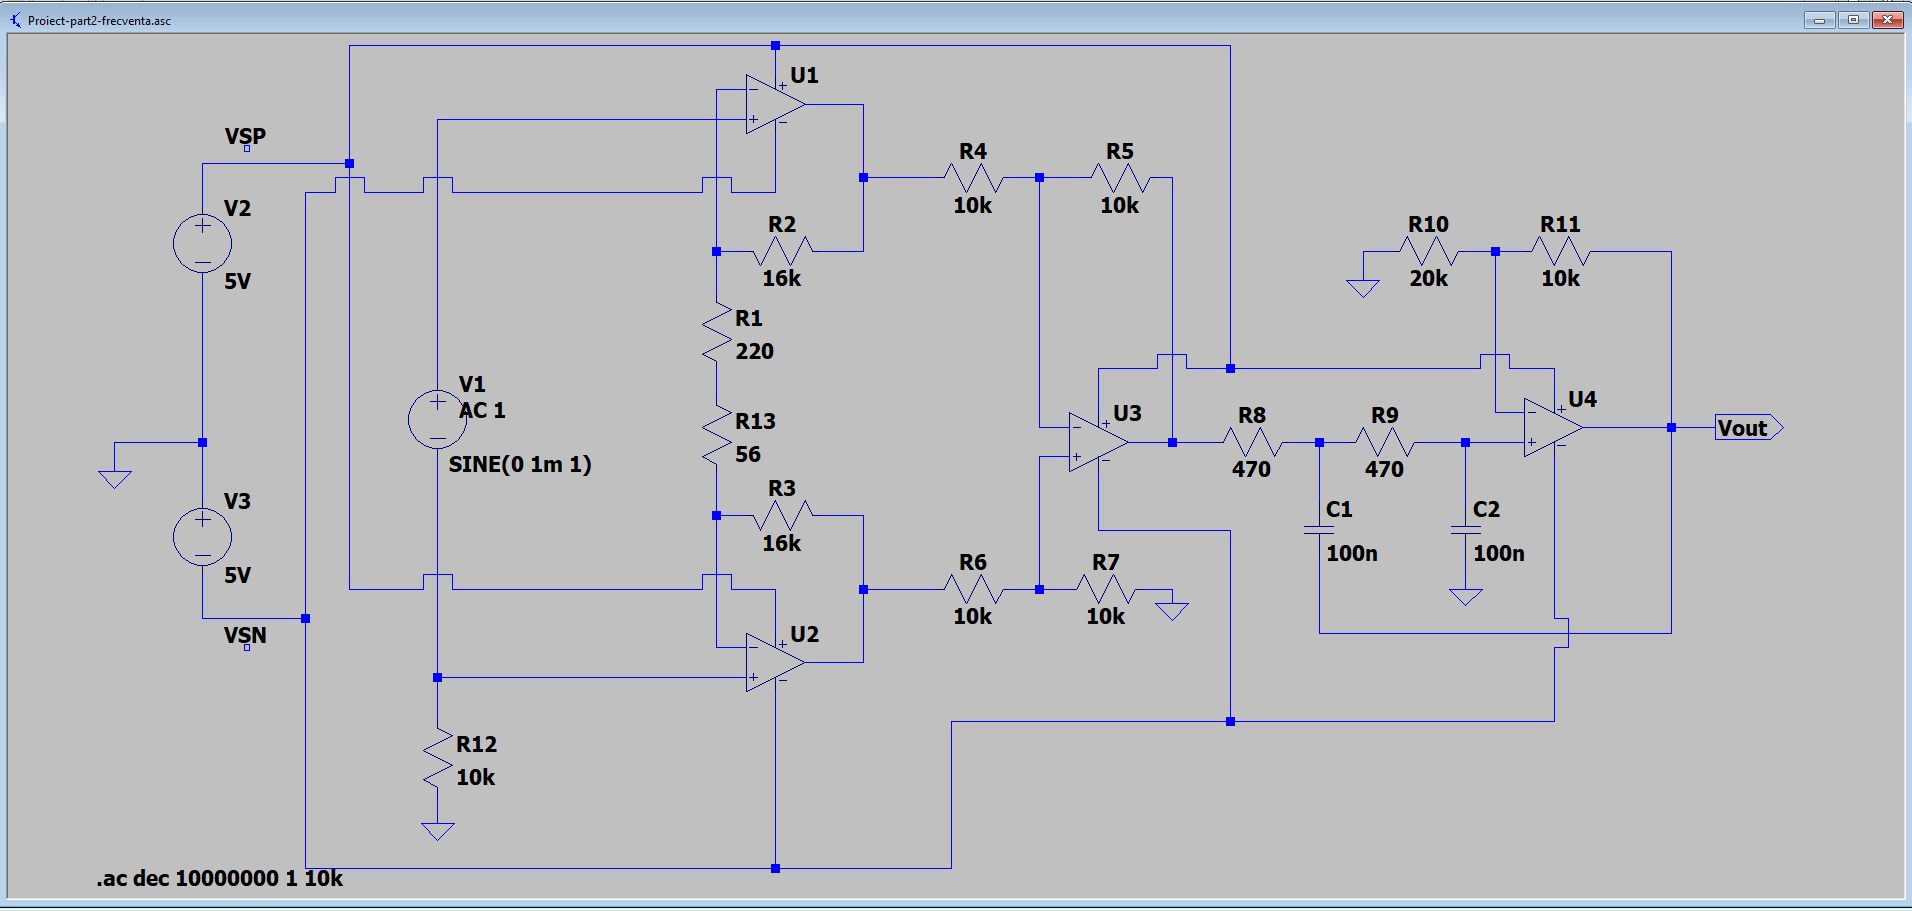 Proiect-part2-frecventa.asc
U1
VSP
R4
R5
10k
10k
V2
R2
R10
R11
5V
16k
20k
10k
R1
220
V1
AC 1
U4
R13
U3
R8
R9
Vout
56
SINE(0 1m 1)
470
470
V3
R3
C1
C2
16k
100n
100n
5V
R6
R7
10k
10k
VSN
U2
R12
10k
.ac dec 10000000 1 10k